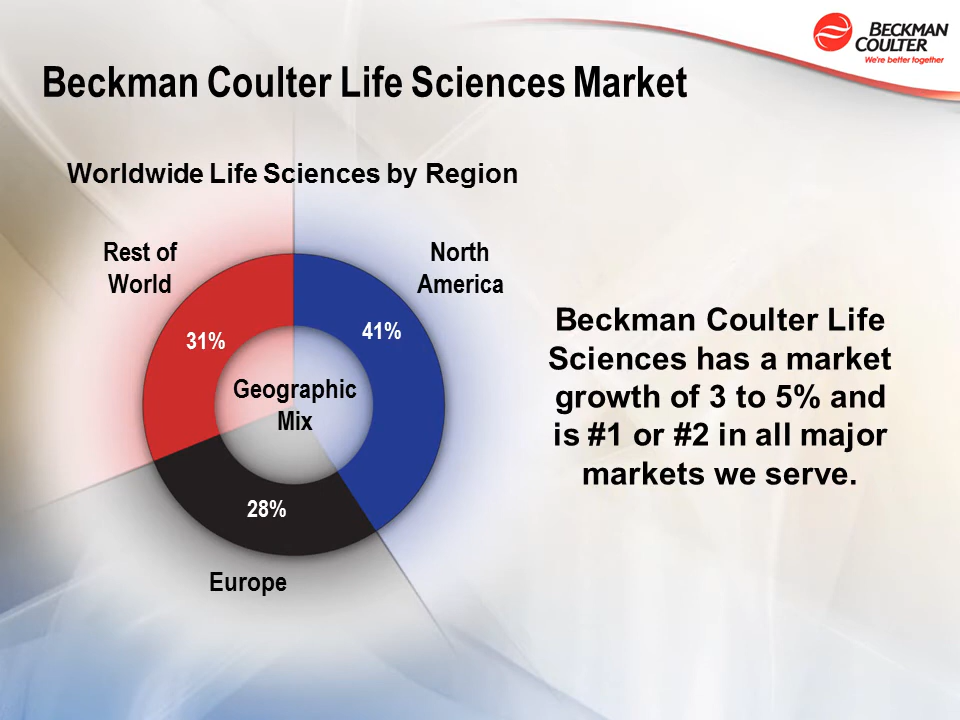 BECKMAN
COULTER
We're better together
Beckman Coulter Life Sciences Market
Worldwide Life Sciences by Region
Rest of
World
North
America
31%
41%
Geographic
Mix
28%
Europe
Beckman Coulter Life
Sciences has a market
growth of 3 to 5% and
is #1 or #2 in all major
markets we serve.